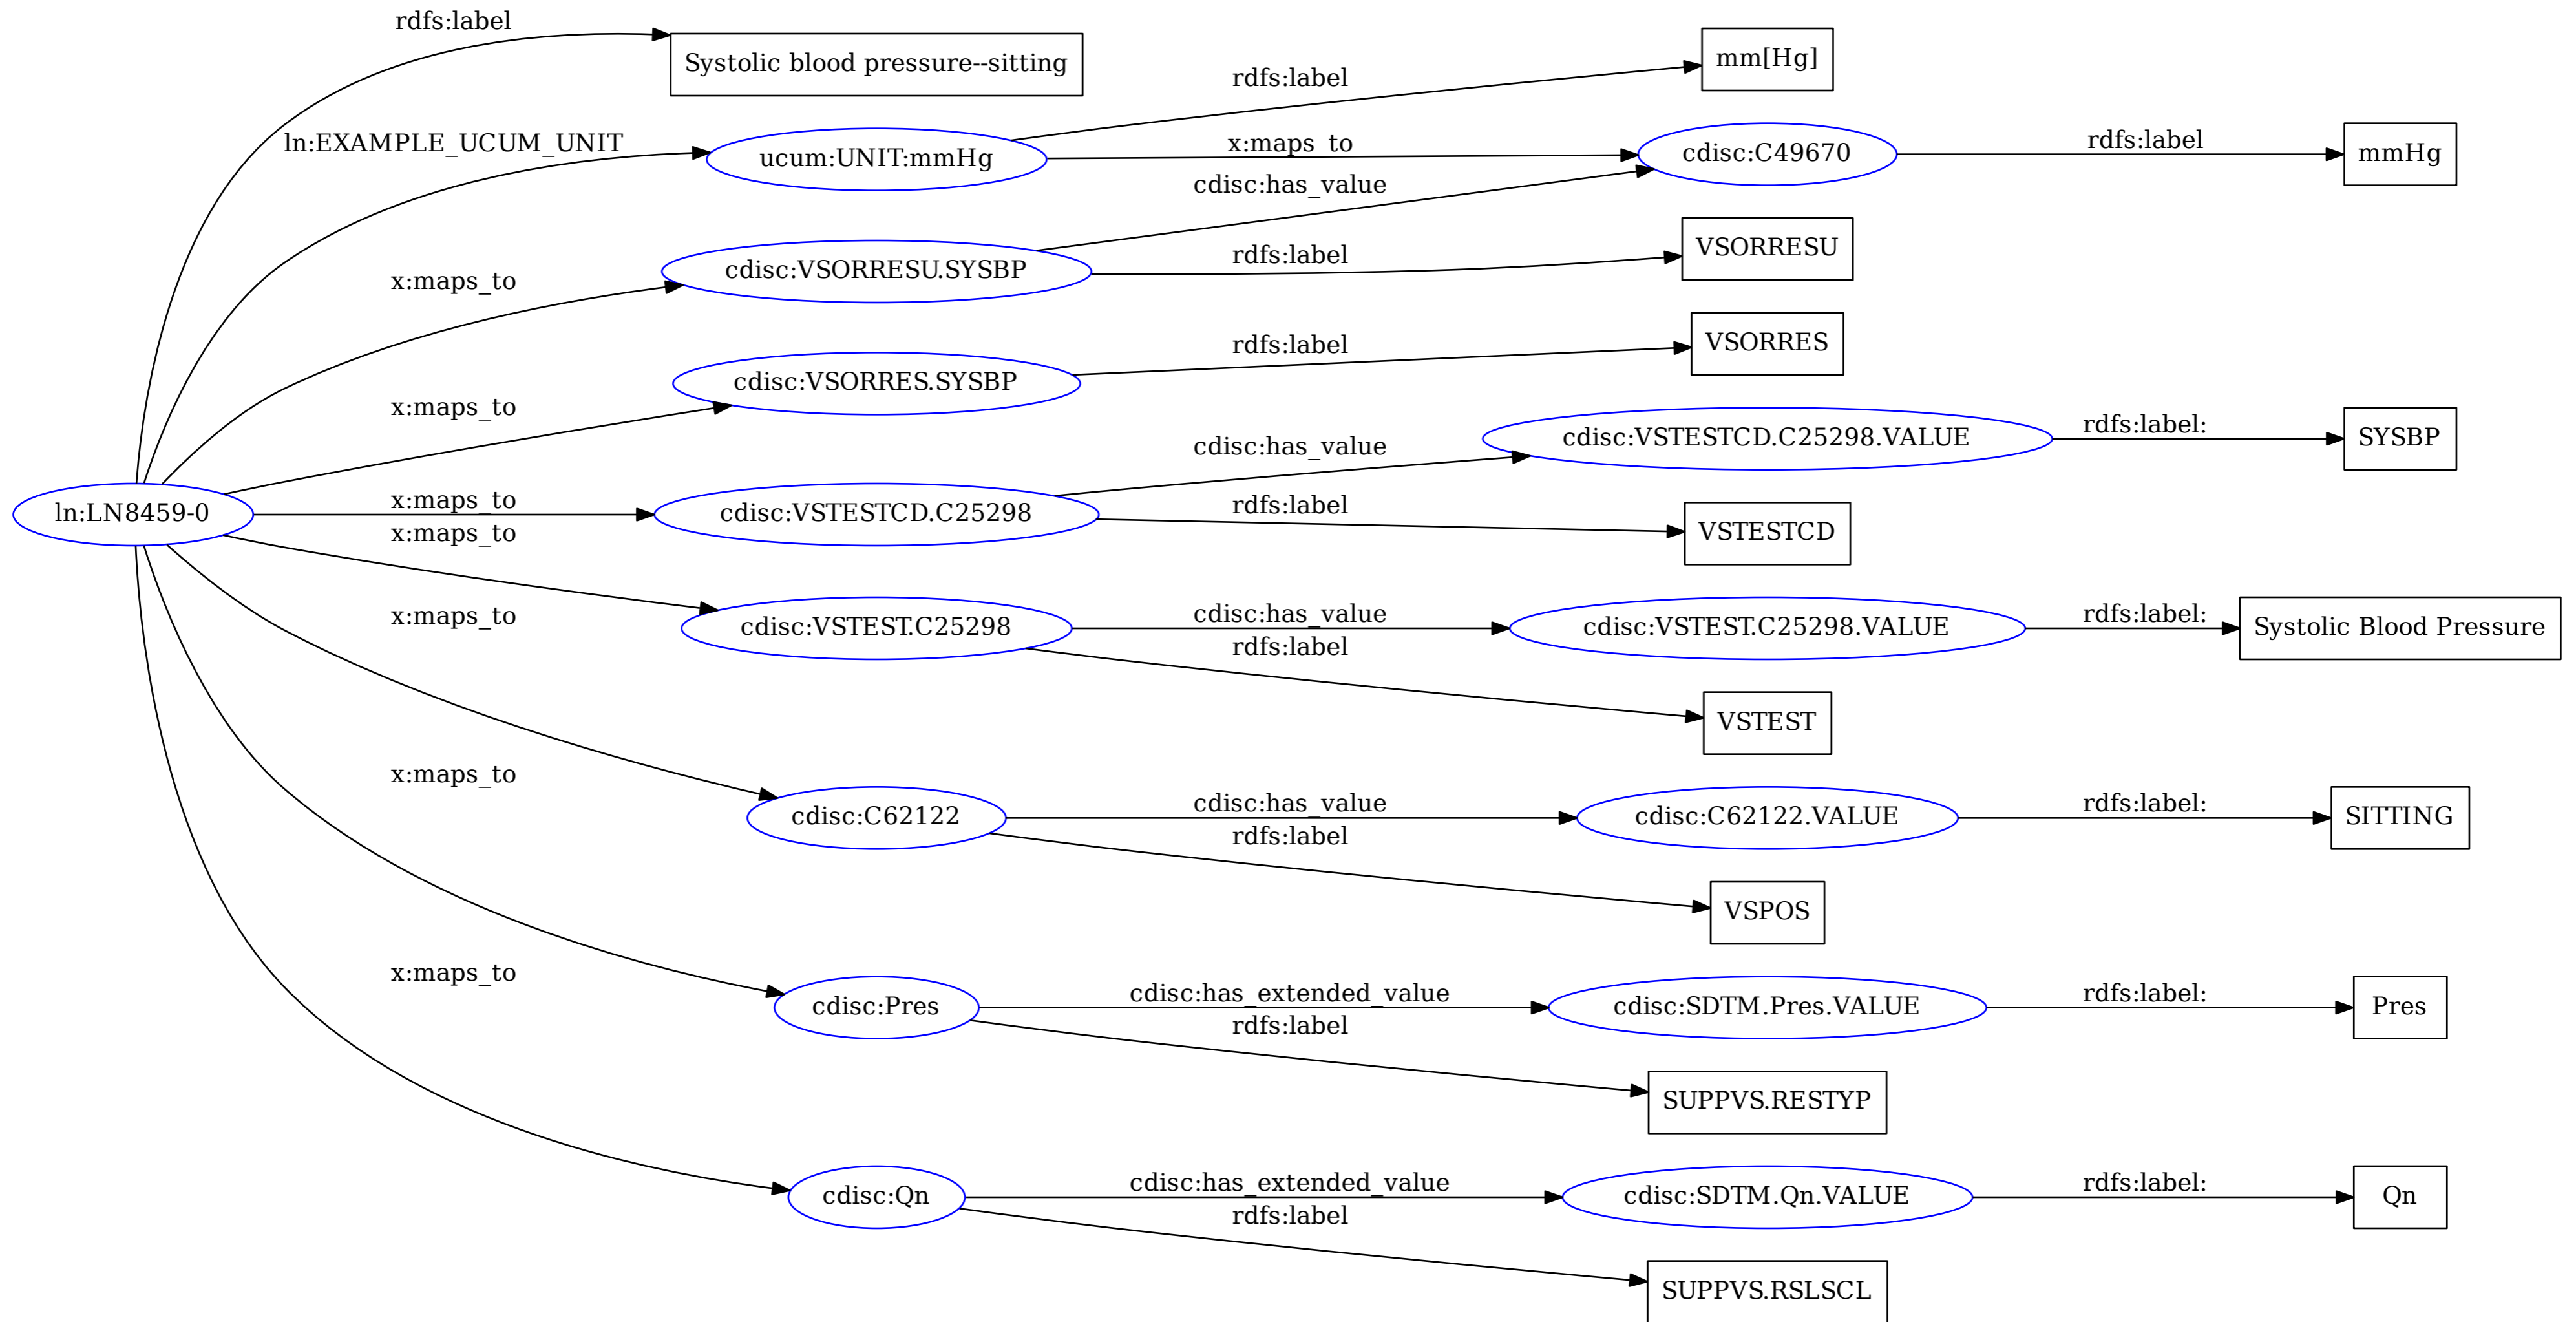 rdfs:label
Systolic blood pressure--sitting
mm[Hg]
rdfs:label
ln:EXAMPLE_UCUM_UNIT
ucum:UNIT:mmHg
x:maps_to
cdisc:C49670
rdfs:label
mmHg
cdisc:has_value
x:maps_to
cdisc:VSORRESU.SYSBP
rdfs:label
VSORRESU
x:maps_to
cdisc:VSORRES.SYSBP
rdfs:label
VSORRES
cdisc:has_value
cdisc:VSTESTCD.C25298.VALUE
rdfs:label:
SYSBP
ln:LN8459-0
x:maps_to
cdisc:VSTESTCD.C25298
rdfs:label
VSTESTCD
x:maps_to
cdisc:VSTEST.C25298
cdisc:has_value
cdisc:VSTEST.C25298.VALUE
rdfs:label:
Systolic Blood Pressure
rdfs:label
VSTEST
x:maps_to
cdisc:C62122
cdisc:has_value
cdisc:C62122.VALUE
rdfs:label:
SITTING
rdfs:label
VSPOS
x:maps_to
cdisc:Pres
cdisc:has_extended_value
cdisc:SDTM.Pres.VALUE
rdfs:label:
Pres
rdfs:label
SUPPVS.RESTYP
x:maps_to
cdisc:Qn
cdisc:has_extended_value
cdisc:SDTM.Qn.VALUE
rdfs:label:
Qn
rdfs:label
SUPPVS.RSLSCL